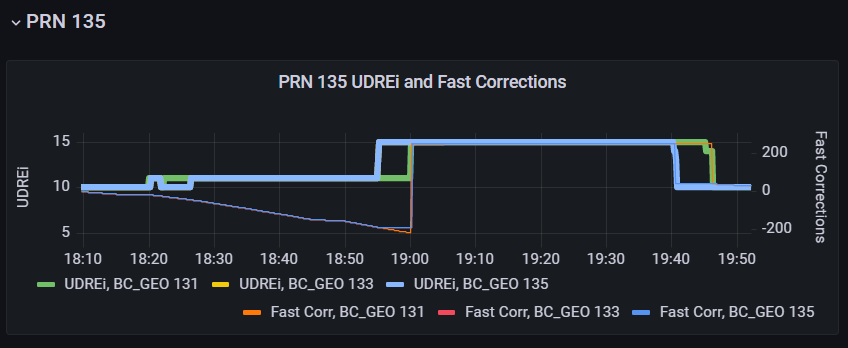 PRN 135
PRN 135 UDREi and Fast Corrections
UDREi
15
10
5
200
0
-200
Fast Corrections
18:10 18:20 18:30 18:40 18:50 19:00 19:10 19:20 19:30 19:40 19:50
UDREi, BC_GEO 131 UDREi, BC_GEO 133 UDREi, BC_GEO 135
Fast Corr, BC_GEO 131 Fast Corr, BC_GEO 133 Fast Corr, BC_GEO 135